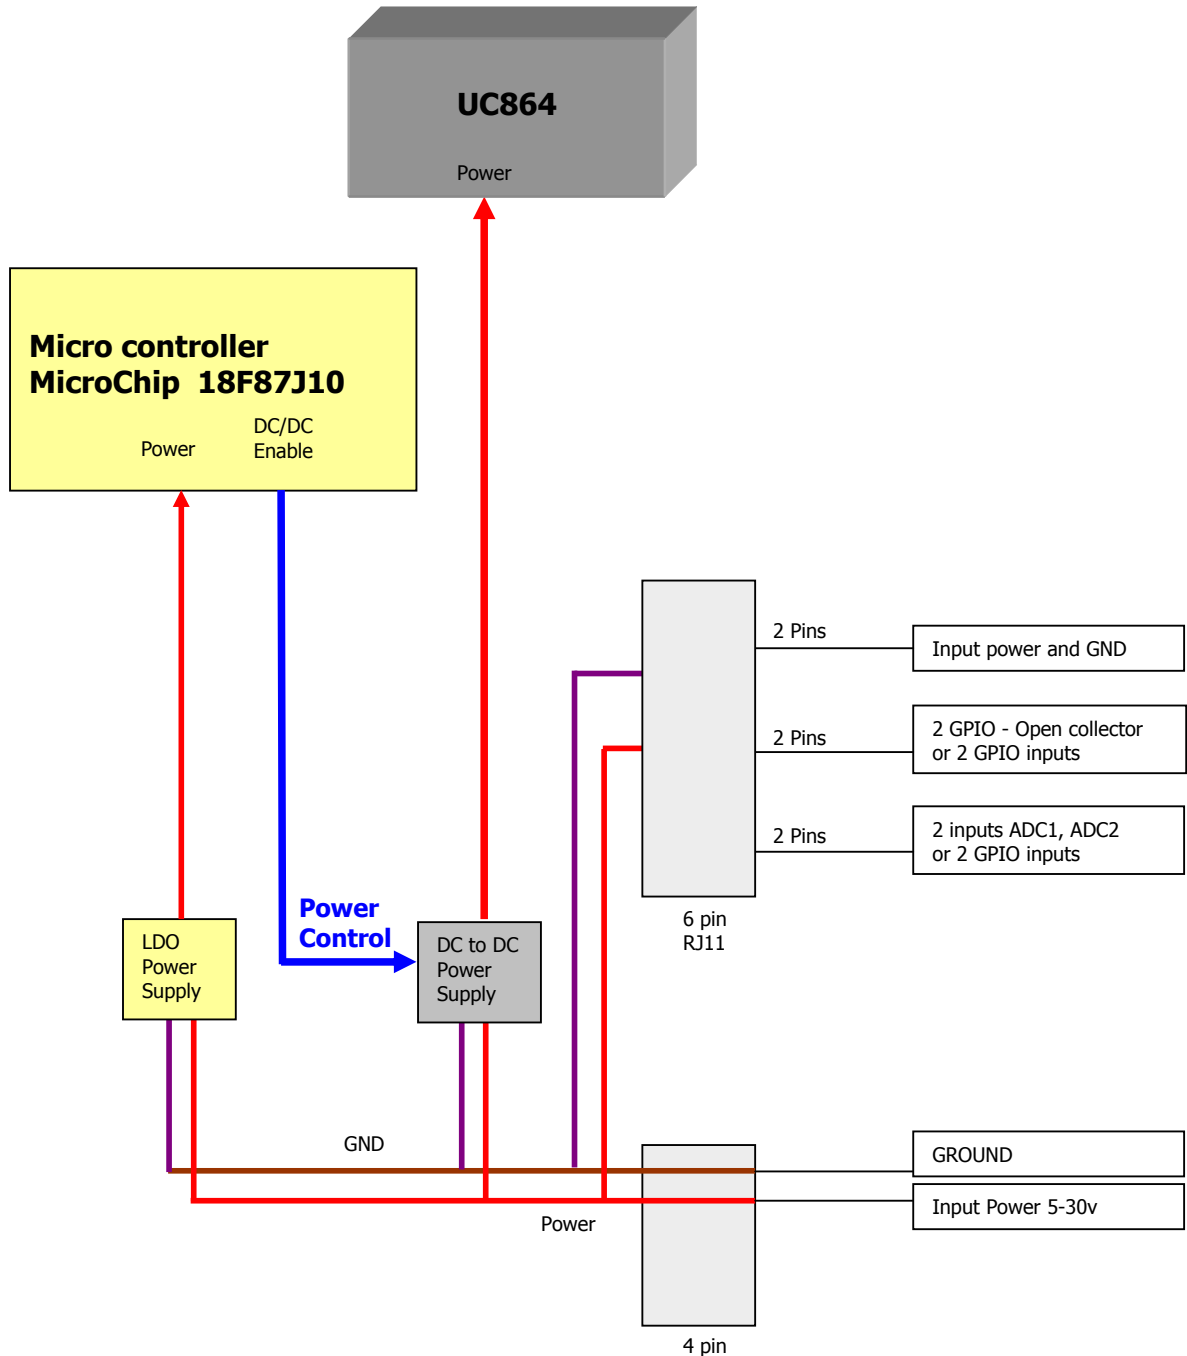 UC864
Power
Micro controller
MicroChip  18F87J10
Power
DC/DC
Enable
2 Pins
Input power and GND
2 Pins
2 GPIO - Open collector
or 2 GPIO inputs
2 Pins
2 inputs ADC1, ADC2
or 2 GPIO inputs
6 pin
RJ11
Power
Control
LDO
Power
Supply
DC to DC
Power
Supply
GND
GROUND
Input Power 5-30v
Power
4 pin